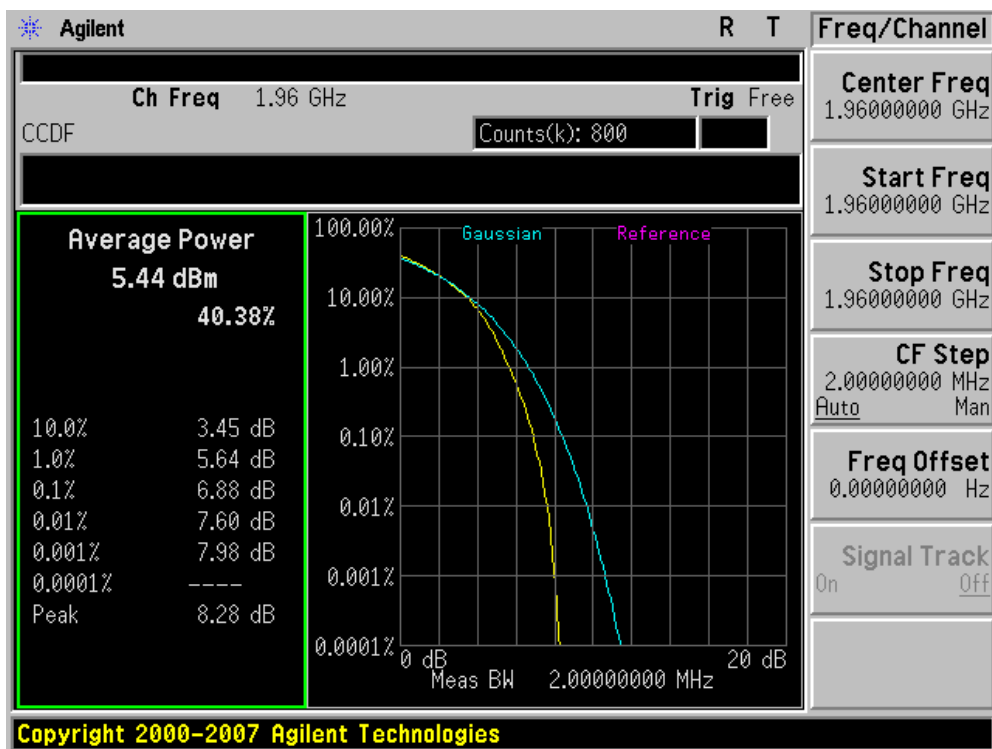 Agilent R T
Ch Freq 1.96 GHz Trig Free
CCDF Counts(k): 800
Average Power
5.44 dBm
40.38%
10.0% 3.45 dB
1.0% 5.64 dB
0.1% 6.88 dB
0.01% 7.60 dB
0.001% 7.98 dB
0.0001% ----
Peak 8.28 dB
Gaussian Reference
100.00%
10.00%
1.00%
0.10%
0.01%
0.001%
0.0001%
0 dB 20 dB
Meas BW 2.00000000 MHz
Freq/Channel
Center Freq
1.96000000 GHz
Start Freq
1.96000000 GHz
Stop Freq
1.96000000 GHz
CF Step
2.00000000 MHz
Auto Man
Freq Offset
0.00000000 Hz
Signal Track
On Off
Copyright 2000-2007 Agilent Technologies